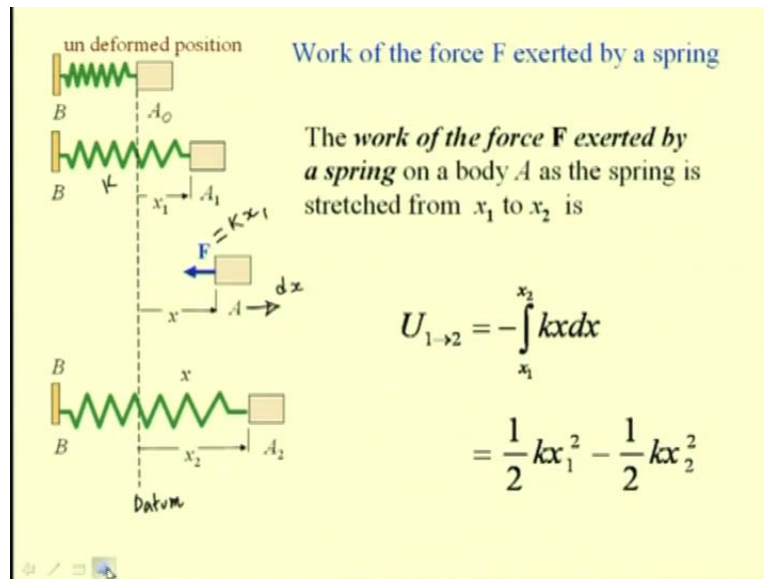 un deformed position
Work of the force F exerted by a spring
B
A₀
The work of the force F exerted by
a spring on a body A as the spring is
stretched from x₁ to x₂ is
B
K
x₁
A₁
F = Kx₁
x
A
dx
U₁→₂ = -∫ₓ₁ˣ² kxdx
B
x
= 1/2 kx₁² - 1/2 kx₂²
B
x₂
A₂
Datum